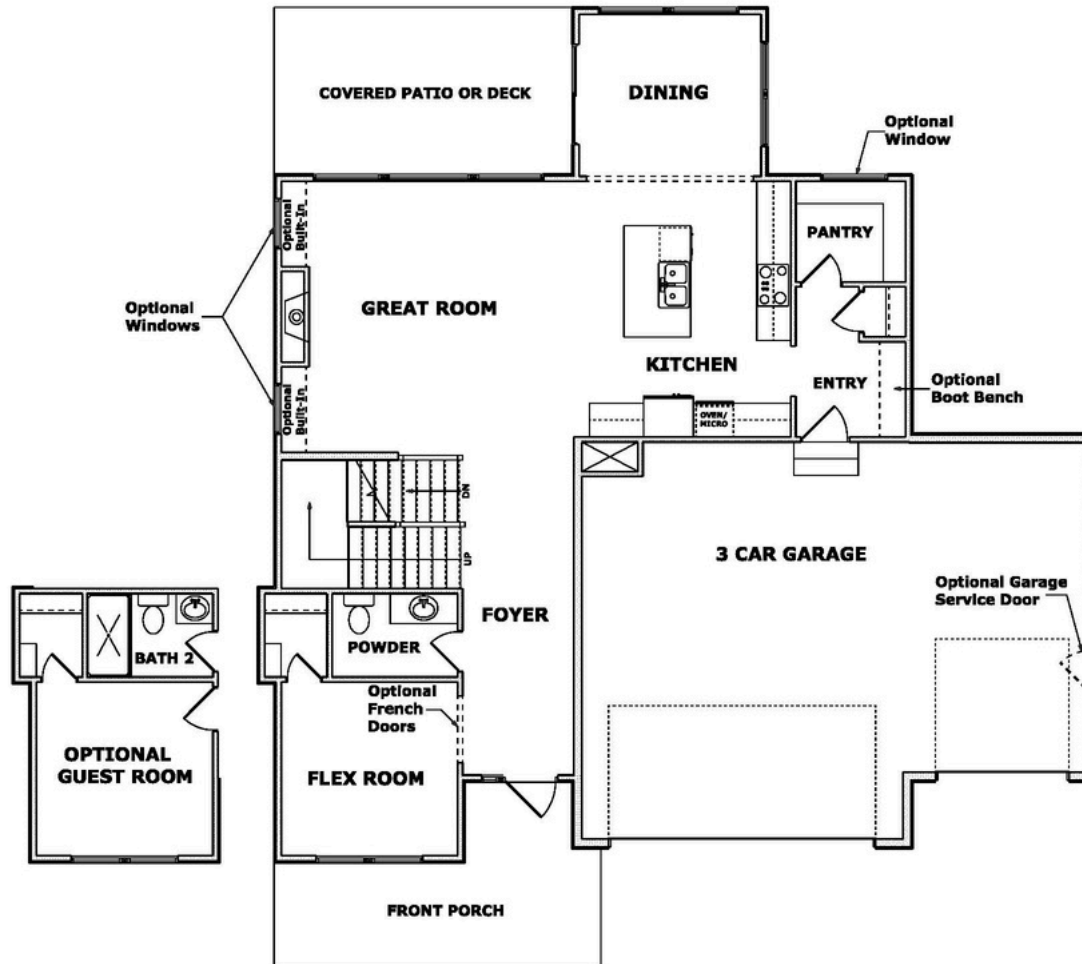 COVERED PATIO OR DECK
DINING
Optional
Window
Optional
Built-In
PANTRY
Optional
Windows
GREAT ROOM
KITCHEN
ENTRY
Optional
Boot Bench
Optional
Built-In
OVEN/
MICRO
DN
UP
3 CAR GARAGE
Optional Garage
Service Door
FOYER
BATH 2
POWDER
Optional
French
Doors
OPTIONAL
GUEST ROOM
FLEX ROOM
FRONT PORCH